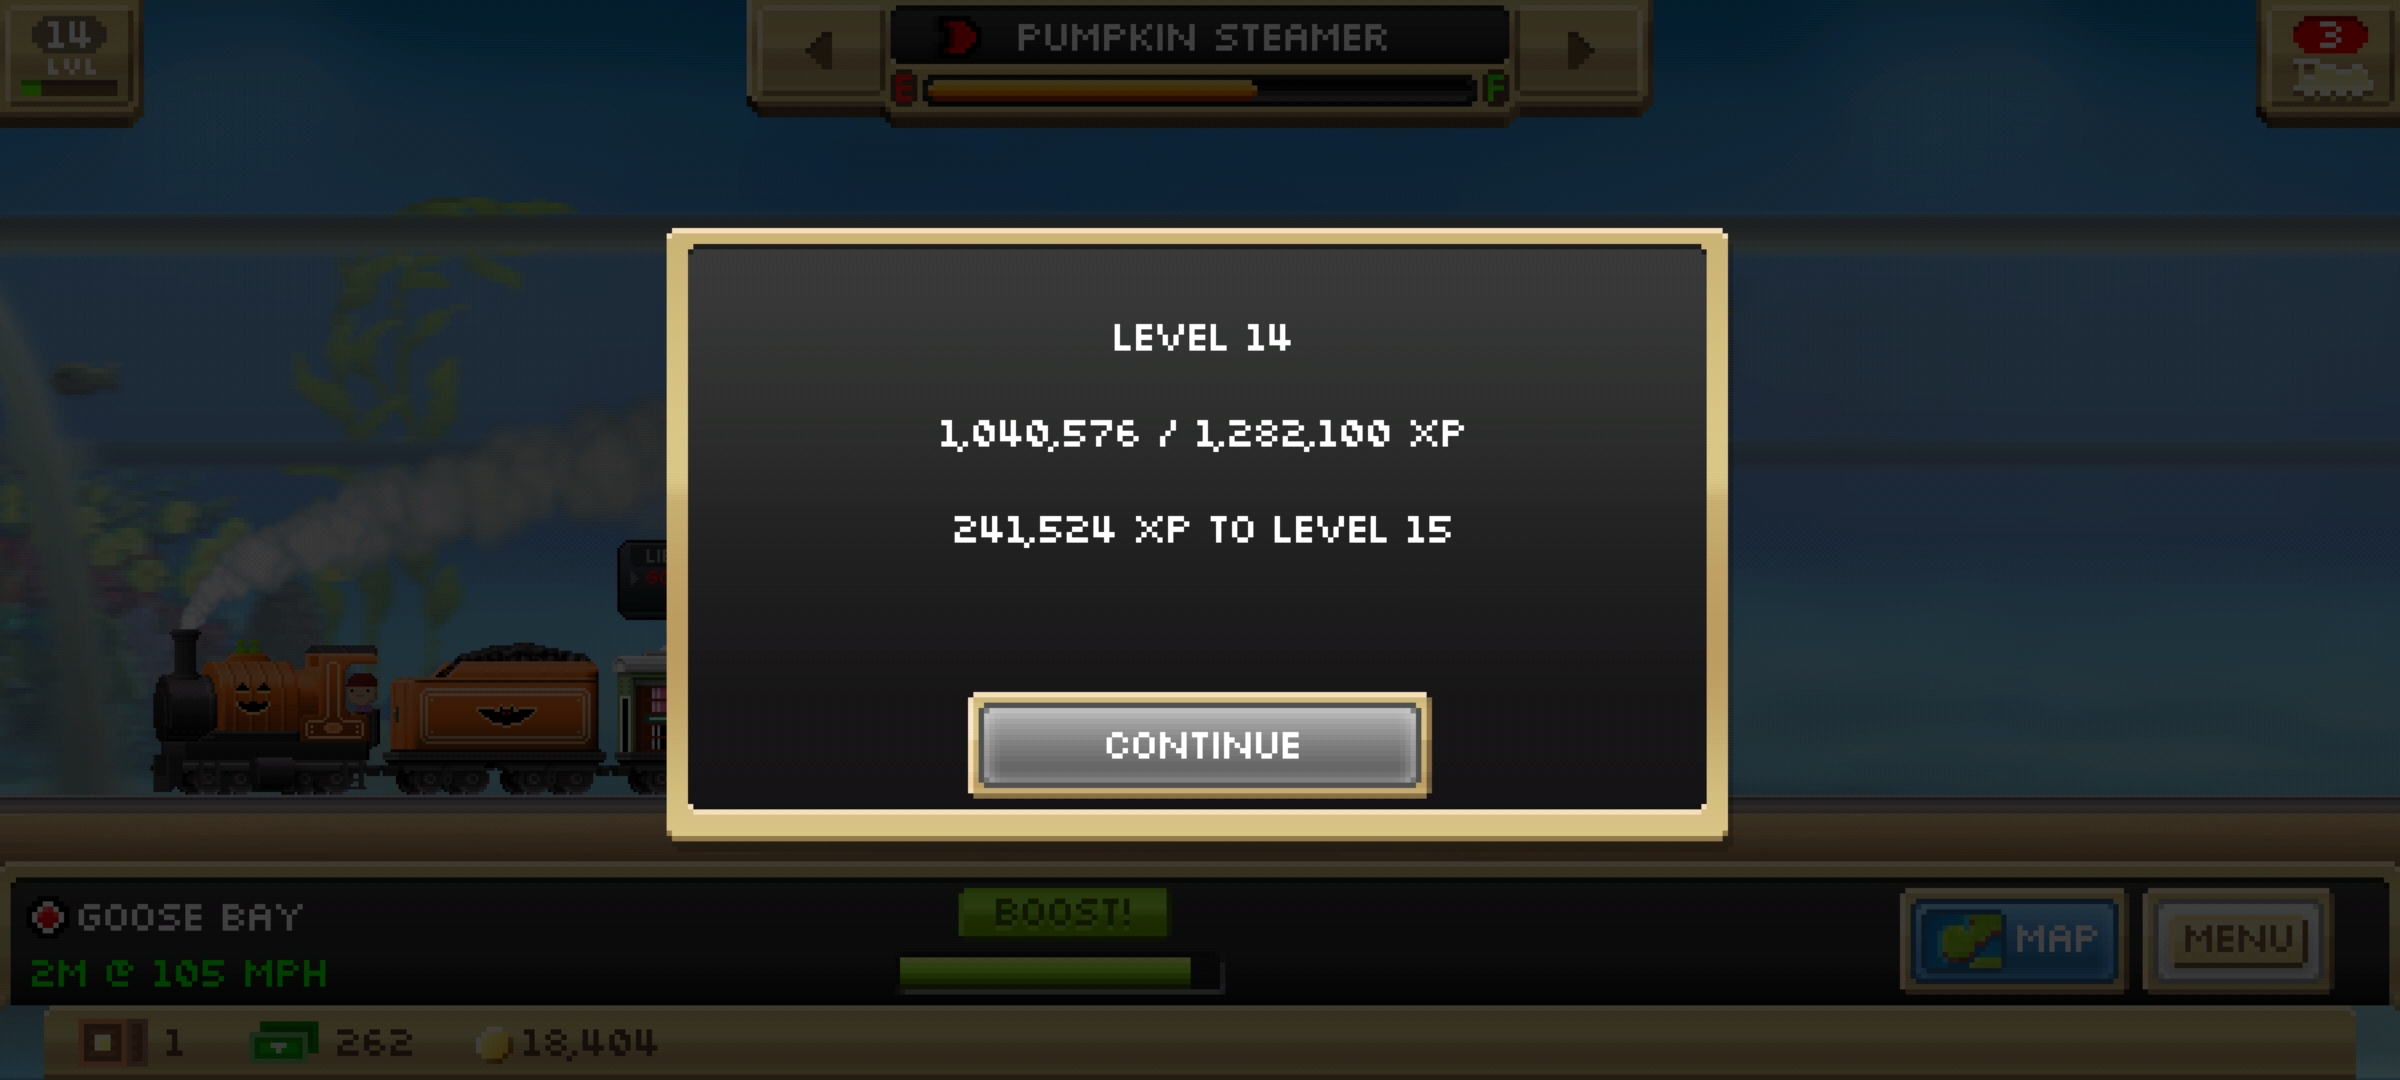 14
LVL
PUMPKIN STEAMER
E
F
3
LEVEL 14
1,040,576 / 1,282,100 XP
241,524 XP TO LEVEL 15
CONTINUE
GOOSE BAY
2M @ 105 MPH
BOOST!
MAP
MENU
1
262
18,404